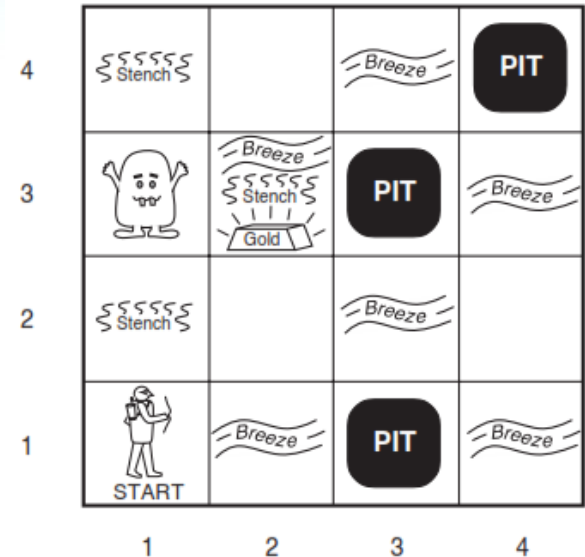 4
Stench
Breeze
PIT
3
Breeze
Stench
Gold
PIT
Breeze
2
Stench
Breeze
1
START
Breeze
PIT
Breeze
1 2 3 4